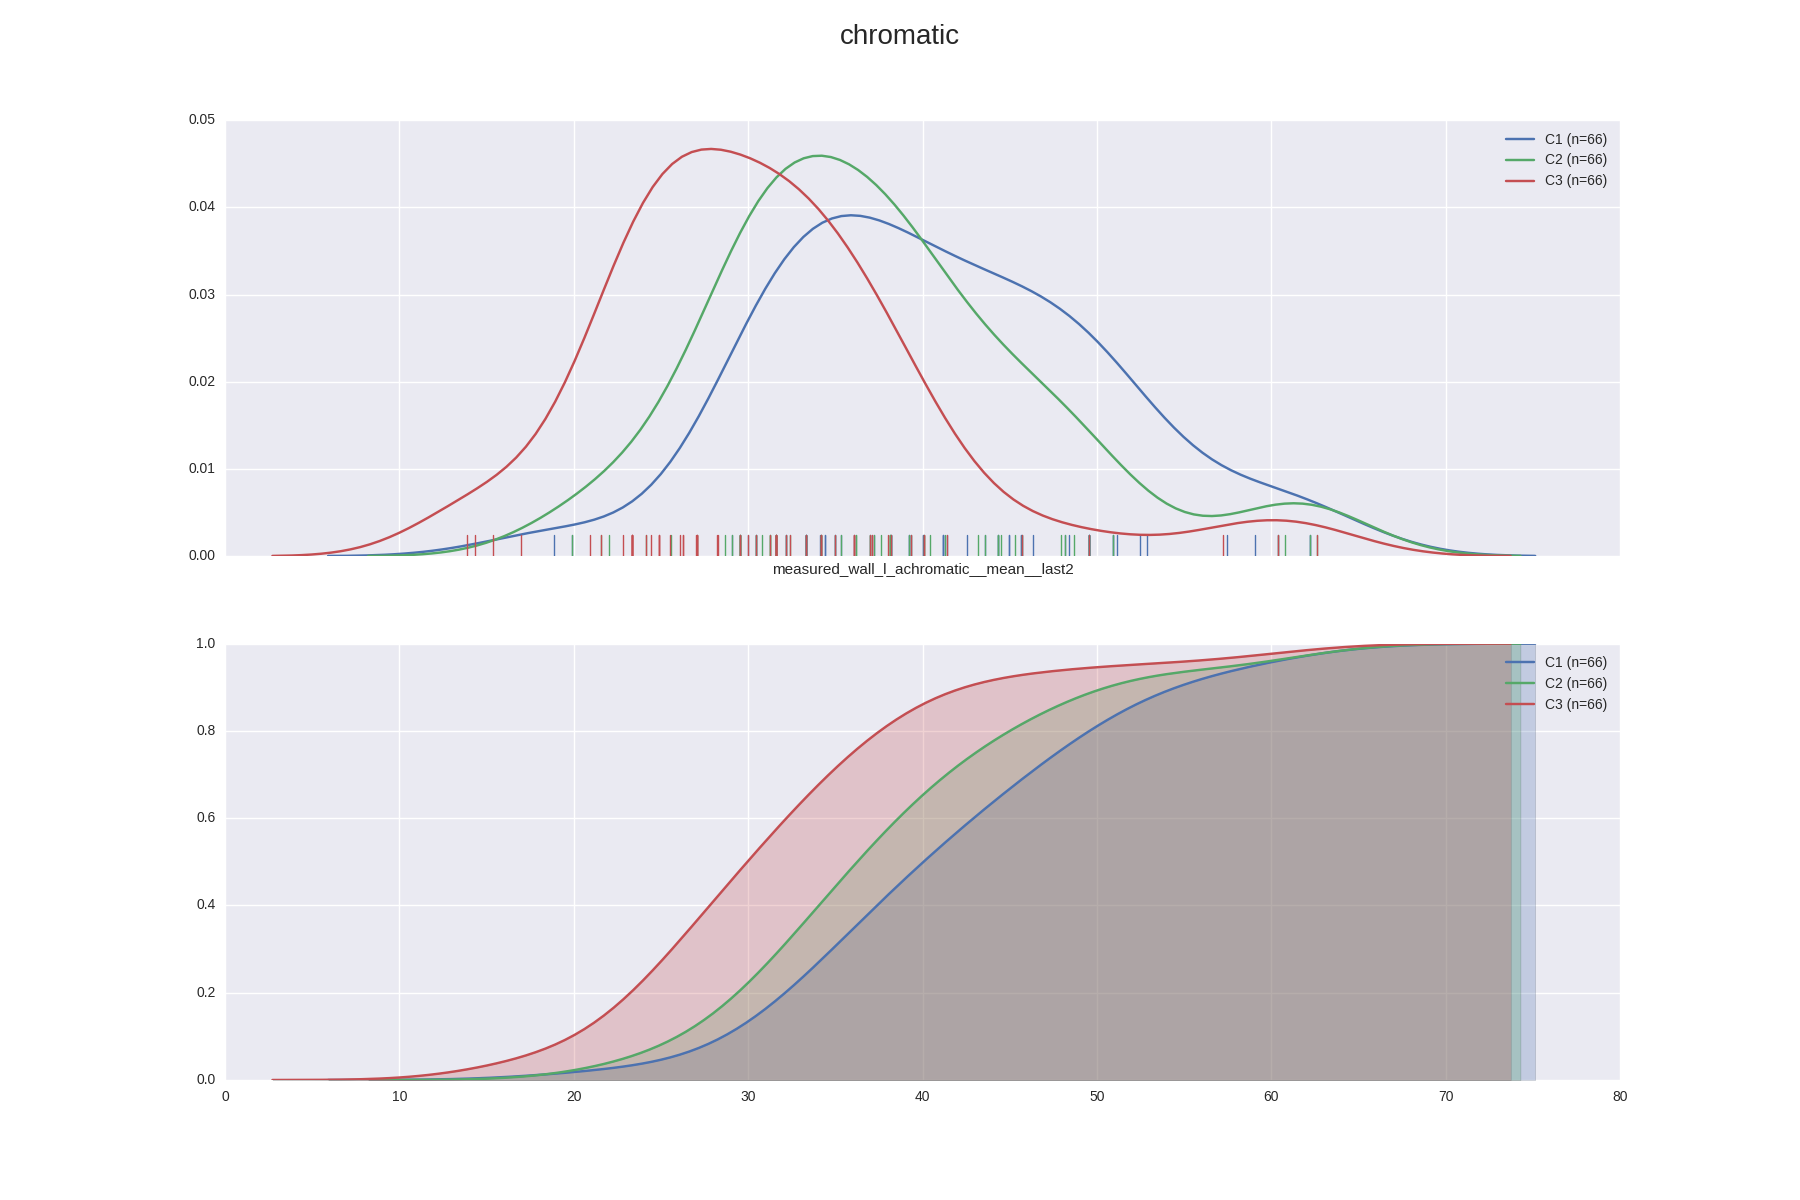 chromatic
0.05
0.04
0.03
0.02
0.01
0.00
C1 (n=66)
C2 (n=66)
C3 (n=66)
measured_wall_l_achromatic__mean__last2
1.0
0.8
0.6
0.4
0.2
0.0
C1 (n=66)
C2 (n=66)
C3 (n=66)
0 10 20 30 40 50 60 70 80